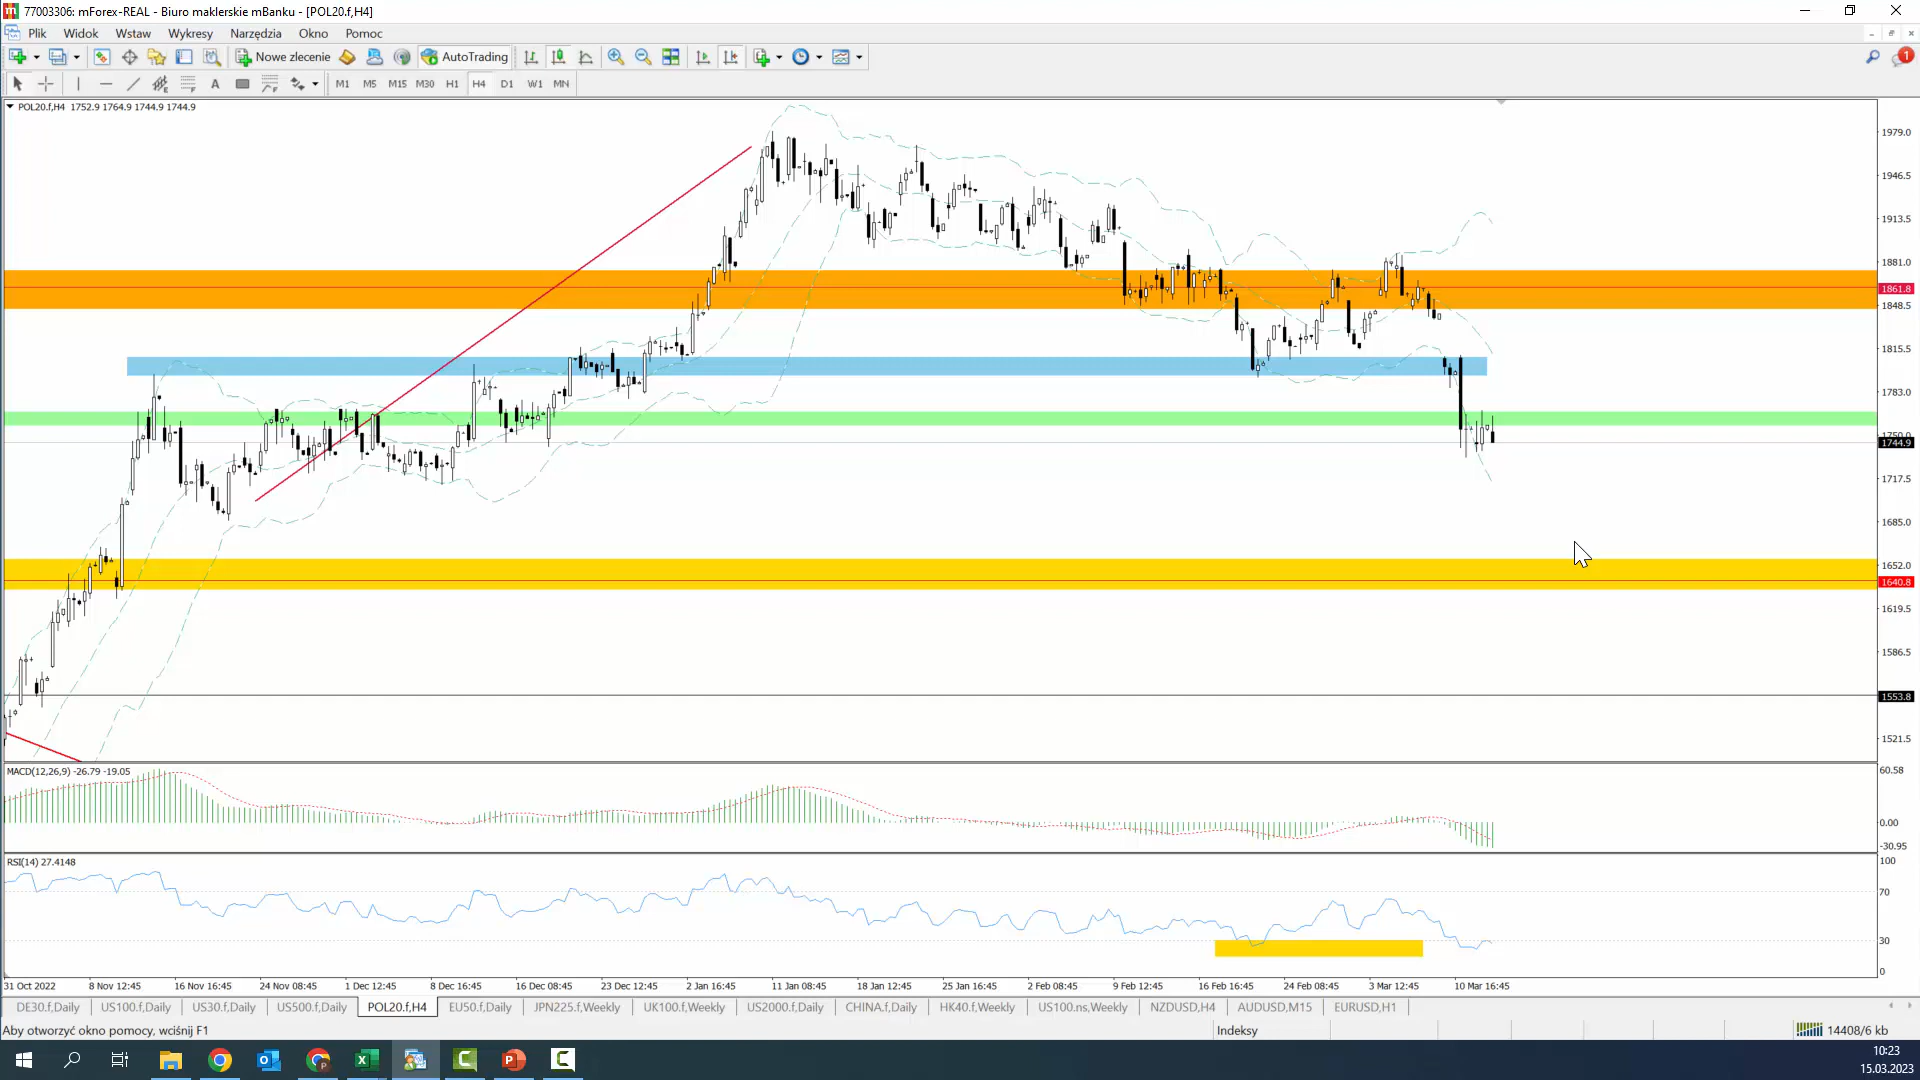 77003306: mForex-REAL - Biuro maklerskie mBanku - [POL20.f,H4]
Plik Widok Wstaw Wykresy Narzędzia Okno Pomoc
Nowe zlecenie AutoTrading
1
A M1 M5 M15 M30 H1 H4 D1 W1 MN
POL20.f,H4 1752.9 1764.9 1744.9 1744.9
1979.0
1946.5
1913.5
1881.0
1861.8
1848.5
1815.5
1783.0
1750.0
1744.9
1717.5
1685.0
1652.0
1640.8
1619.5
1586.5
1553.8
1521.5
MACD(12,26,9) -26.79 -19.05
60.58
0.00
-30.95
RSI(14) 27.4148
100
70
30
0
31 Oct 2022 8 Nov 12:45 16 Nov 16:45 24 Nov 08:45 1 Dec 12:45 8 Dec 16:45 16 Dec 08:45 23 Dec 12:45 2 Jan 16:45 11 Jan 08:45 18 Jan 12:45 25 Jan 16:45 2 Feb 08:45 9 Feb 12:45 16 Feb 16:45 24 Feb 08:45 3 Mar 12:45 10 Mar 16:45
DE30.f,Daily US100.f,Daily US30.f,Daily US500.f,Daily POL20.f,H4 EU50.f,Daily JPN225.f,Weekly UK100.f,Weekly US2000.f,Daily CHINA.f,Daily HK40.f,Weekly US100.ns,Weekly NZDUSD,H4 AUDUSD,M15 EURUSD,H1
Aby otworzyć okno pomocy, wciśnij F1 Indeksy 14408/6 kb
10:23
15.03.2023